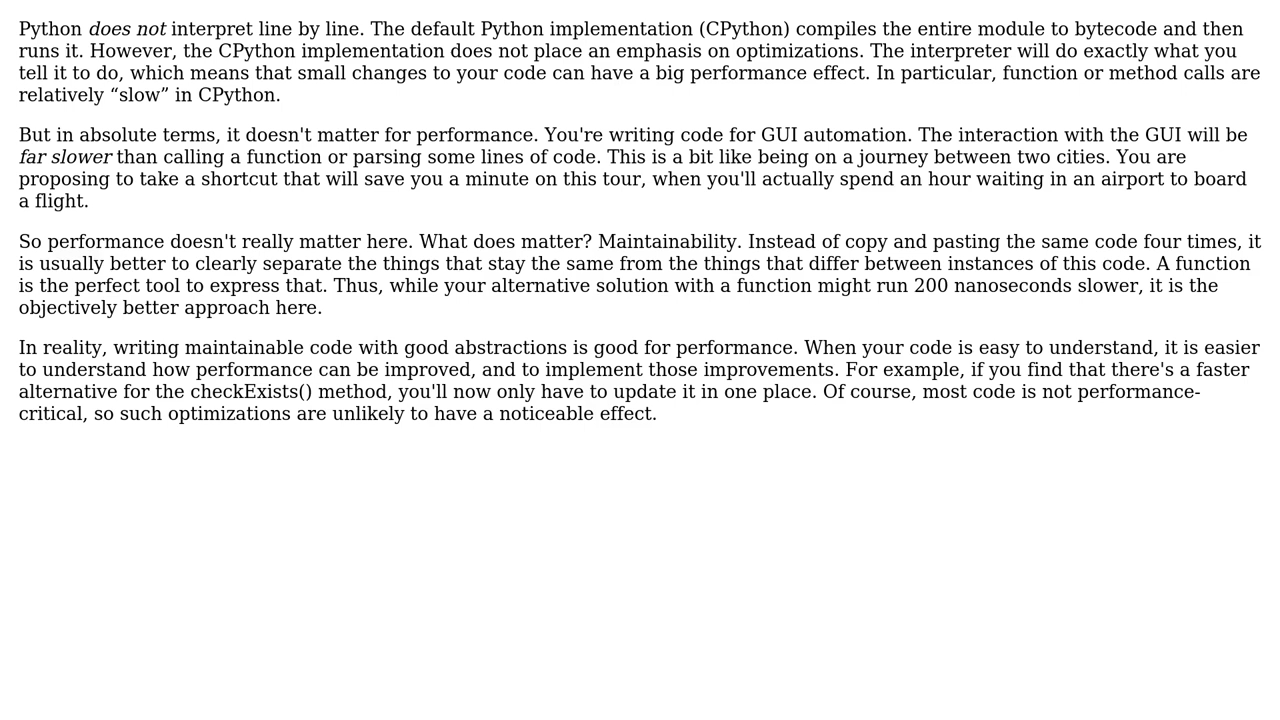 Python does not interpret line by line. The default Python implementation (CPython) compiles the entire module to bytecode and then
runs it. However, the CPython implementation does not place an emphasis on optimizations. The interpreter will do exactly what you
tell it to do, which means that small changes to your code can have a big performance effect. In particular, function or method calls are
relatively “slow” in CPython.
But in absolute terms, it doesn't matter for performance. You're writing code for GUI automation. The interaction with the GUI will be
far slower than calling a function or parsing some lines of code. This is a bit like being on a journey between two cities. You are
proposing to take a shortcut that will save you a minute on this tour, when you'll actually spend an hour waiting in an airport to board
a flight.
So performance doesn't really matter here. What does matter? Maintainability. Instead of copy and pasting the same code four times, it
is usually better to clearly separate the things that stay the same from the things that differ between instances of this code. A function
is the perfect tool to express that. Thus, while your alternative solution with a function might run 200 nanoseconds slower, it is the
objectively better approach here.
In reality, writing maintainable code with good abstractions is good for performance. When your code is easy to understand, it is easier
to understand how performance can be improved, and to implement those improvements. For example, if you find that there's a faster
alternative for the checkExists() method, you'll now only have to update it in one place. Of course, most code is not performance-
critical, so such optimizations are unlikely to have a noticeable effect.